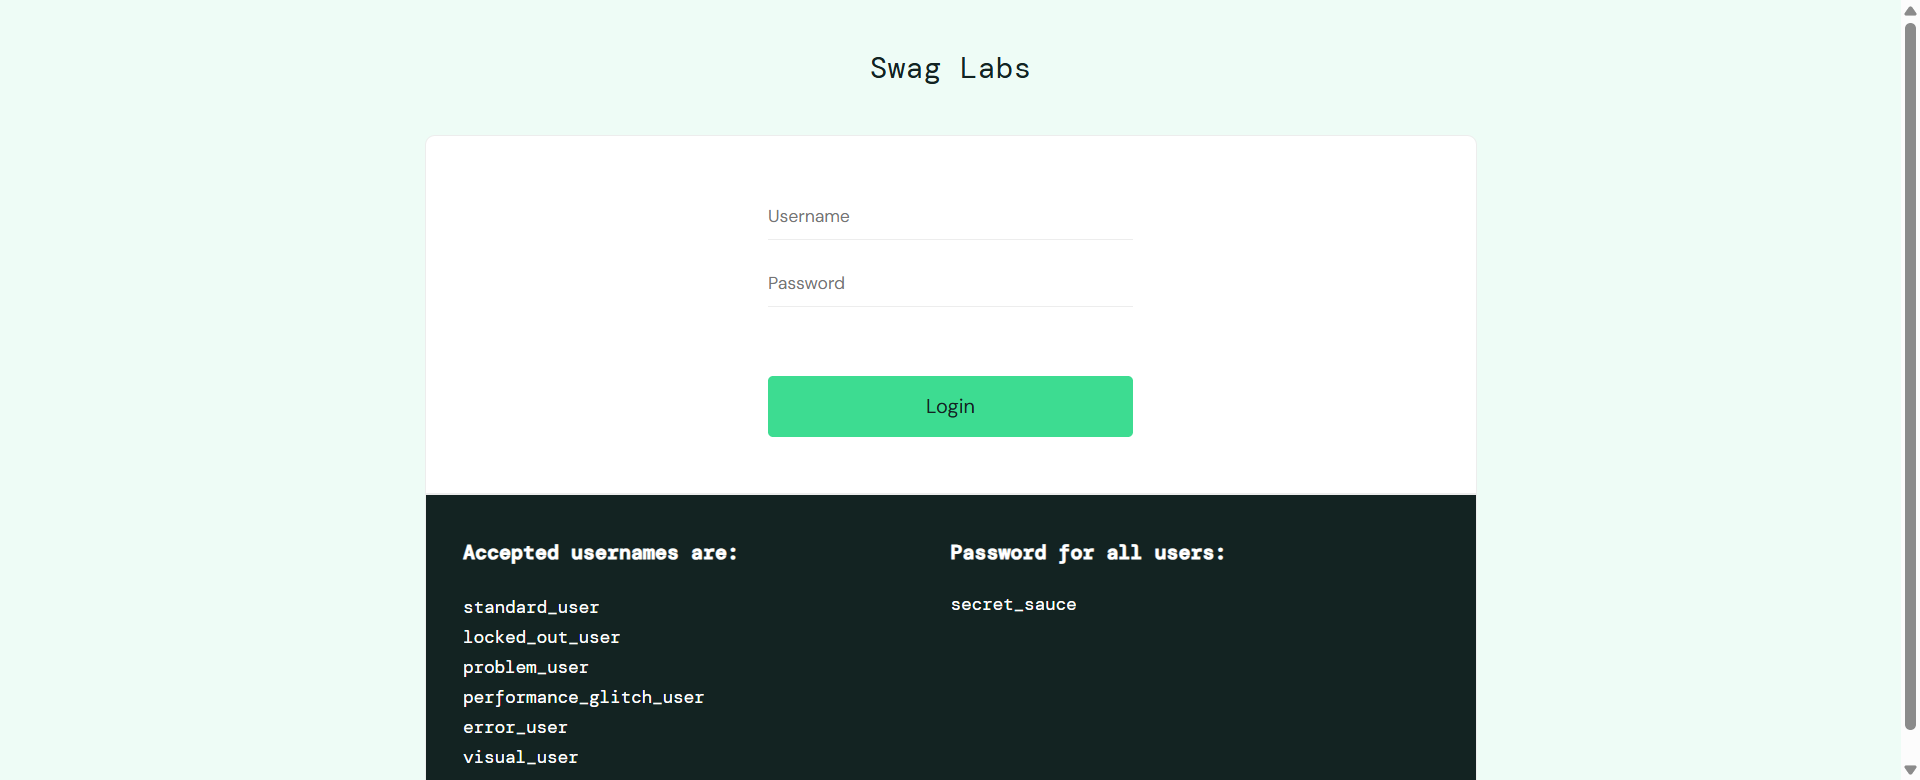 Swag Labs
Username
Password
Login
Accepted usernames are:
standard_user
locked_out_user
problem_user
performance_glitch_user
error_user
visual_user
Password for all users:
secret_sauce